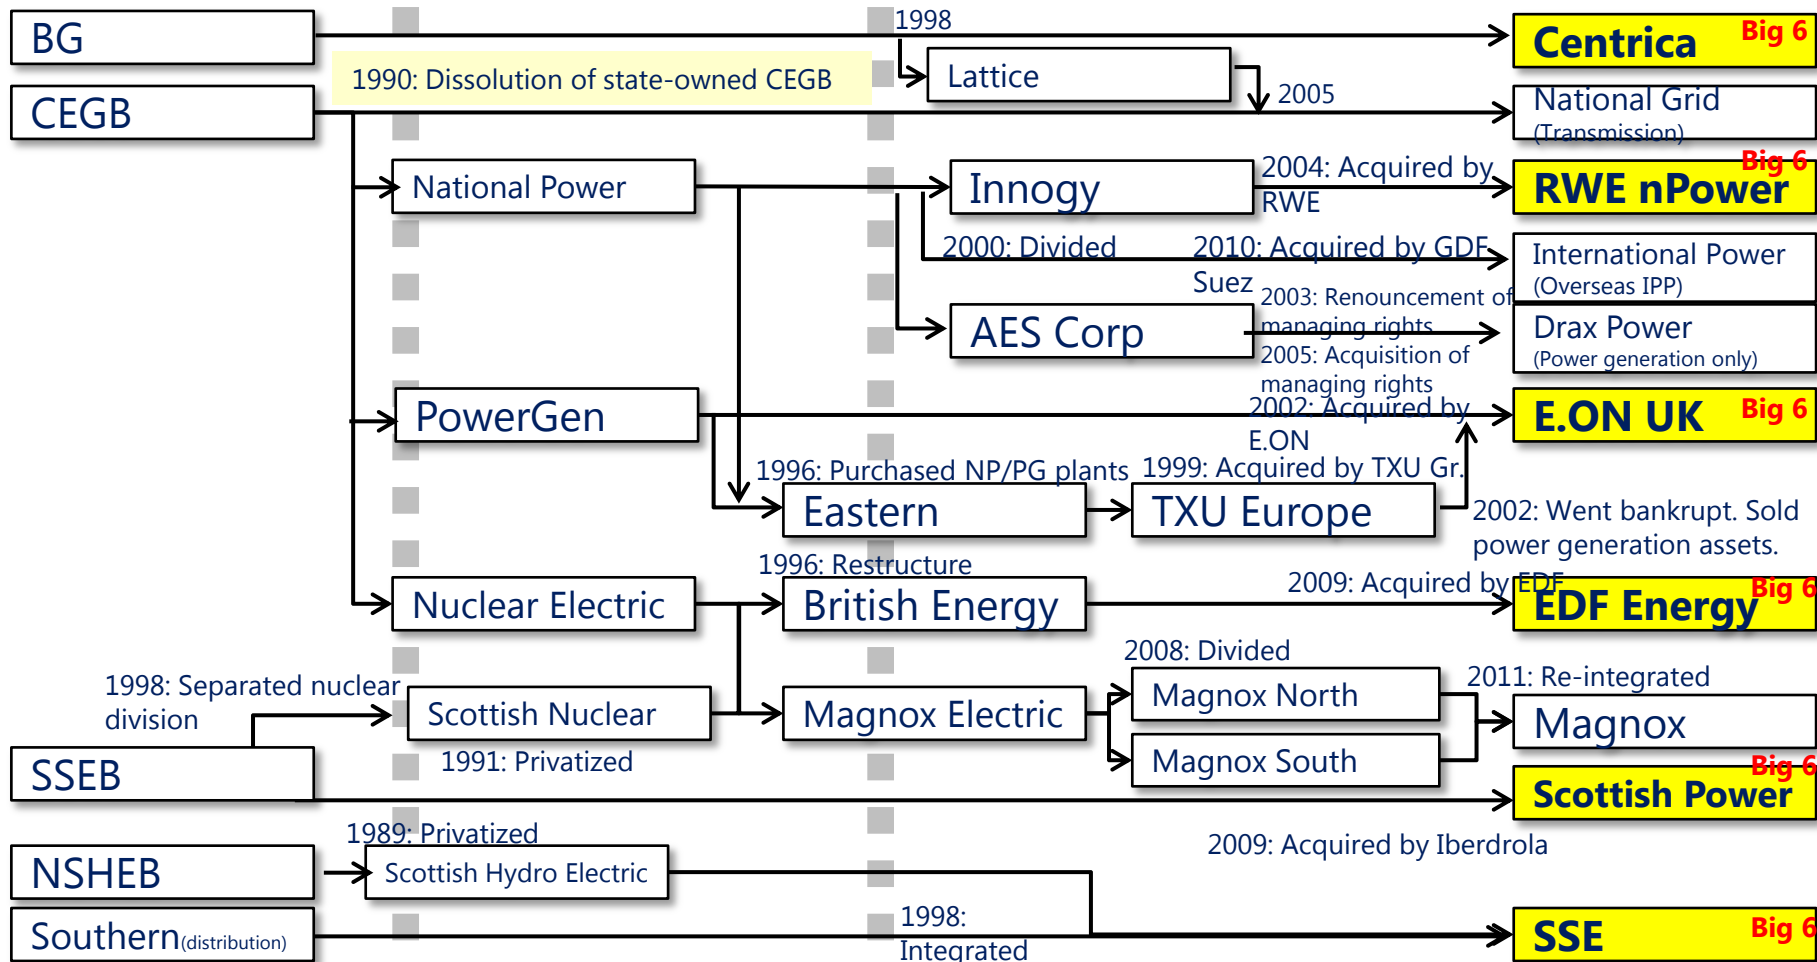 BG
1998
Centrica
Big 6
1990: Dissolution of state-owned CEGB
Lattice
CEGB
2005
National Grid
(Transmission)
National Power
Innogy
2004: Acquired by
RWE
Big 6
RWE nPower
2000: Divided
2010: Acquired by GDF
Suez
International Power
(Overseas IPP)
AES Corp
2003: Renouncement of
managing rights
2005: Acquisition of
managing rights
Drax Power
(Power generation only)
PowerGen
2002: Acquired by
E.ON
E.ON UK
Big 6
1996: Purchased NP/PG plants
1999: Acquired by TXU Gr.
Eastern
TXU Europe
2002: Went bankrupt. Sold
power generation assets.
1996: Restructure
2009: Acquired by EDF
Nuclear Electric
British Energy
EDF Energy
Big 6
1998: Separated nuclear
division
2008: Divided
2011: Re-integrated
Scottish Nuclear
Magnox Electric
Magnox North
Magnox
1991: Privatized
Magnox South
SSEB
Big 6
Scottish Power
1989: Privatized
2009: Acquired by Iberdrola
NSHEB
Scottish Hydro Electric
Southern(distribution)
1998:
Integrated
SSE
Big 6